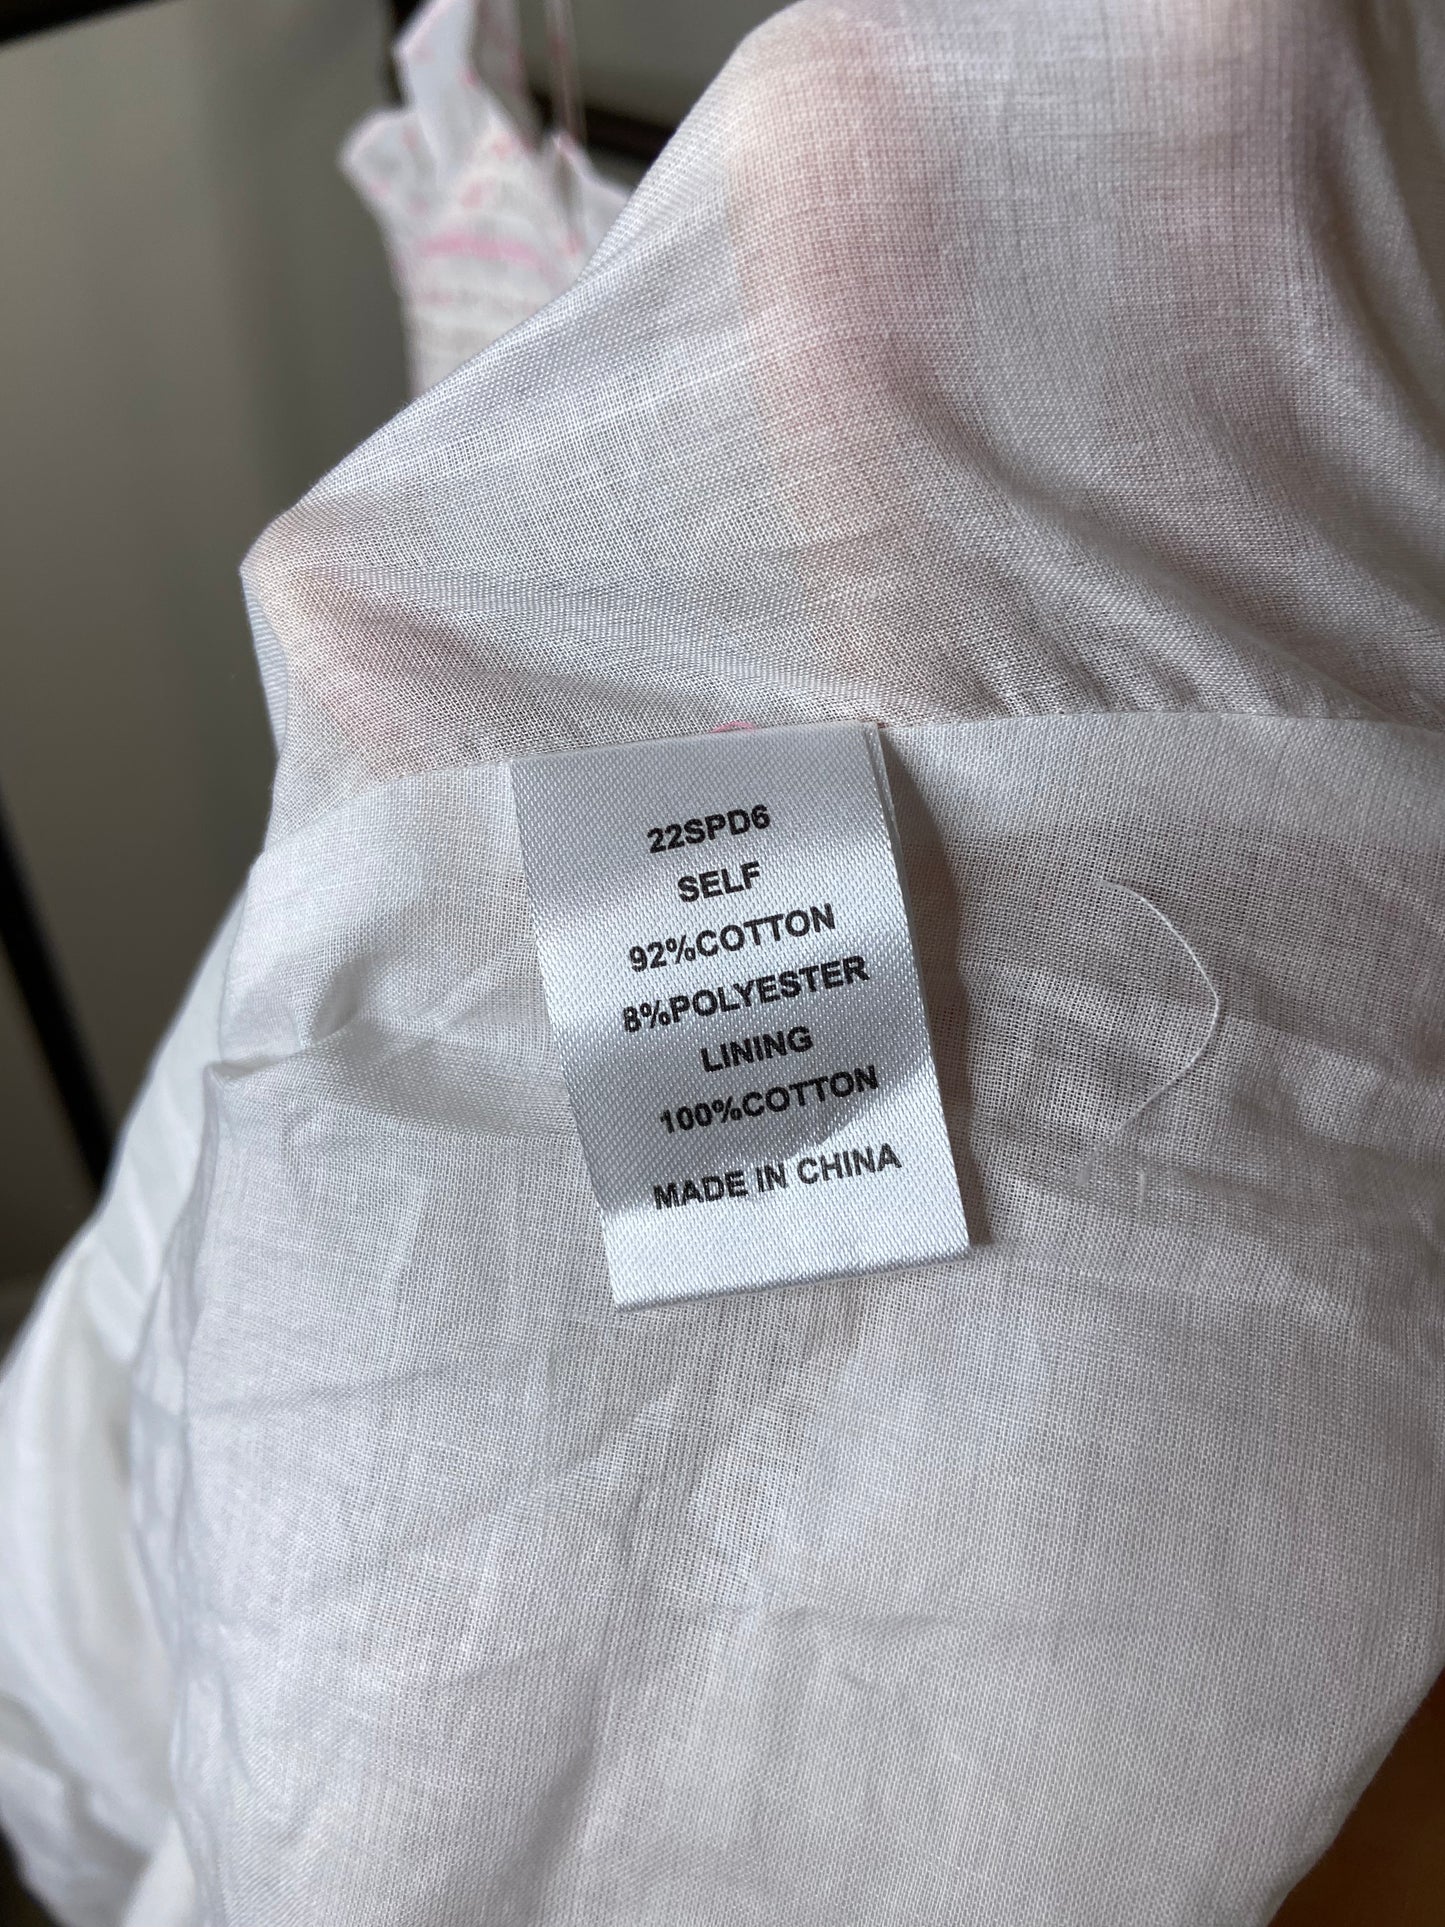 22SPD6
SELF
92%COTTON
8%POLYESTER
LINING
100%COTTON
MADE IN CHINA